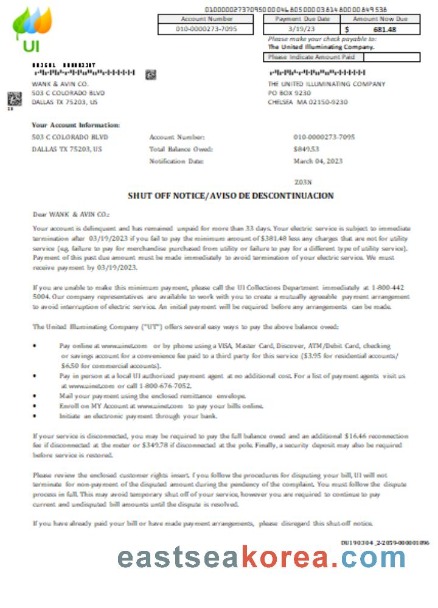 010000027370950000468050000381480000849538
Account Number
Payment Due Date
Amount Now Due
010-0000273-7095
3/19/23
$ 681.48
Please make your check payable to:
The United Illuminating Company.
Please Indicate Amount Paid
UI
WANK & AVIN CO.:
503 C COLORADO BLVD
DALLAS TX 75203, US
THE UNITED ILLUMINATING COMPANY
PO BOX 9230
CHELSEA MA 02150-9230
Your Account Information:
503 C COLORADO BLVD
Account Number:
010-0000273-7095
DALLAS TX 75203, US
Total Balance Owed:
$849.53
Notification Date:
March 04, 2023
Z03N
SHUT OFF NOTICE/AVISO DE DESCONTINUACION
Dear WANK & AVIN CO.:
Your account is delinquent and has remained unpaid for more than 33 days. Your electric service is subject to immediate
termination after 03/19/2023 if you fail to pay the minimum amount of $381.48 less any charges that are not for utility
service (eg, failure to pay for merchandise purchased from utility or failure to pay for a different type of utility service).
Payment of this past due amount must be made immediately to avoid termination of your electric service. We must
receive payment by 03/19/2023.
If you are unable to make this minimum payment, please call the UI Collections Department immediately at 1-800-442
5004. Our company representatives are available to work with you to create a mutually agreeable payment arrangement
to avoid interruption of electric service. An initial payment will be required before any arrangements can be made.
The United Illuminating Company ("UI") offers several easy ways to pay the above balance owed:
• Pay online at www.uinet.com or by phone using a VISA, Master Card, Discover, ATM/Debit Card, checking
or savings account for a convenience fee paid to a third party for this service ($3.95 for residential accounts/
$6.50 for commercial accounts).
• Pay in person at a local UI authorized payment agent at no additional cost. For a list of payment agents visit us
at www.uinet.com or call 1-800-676-7052.
• Mail your payment using the enclosed remittance envelope.
• Enroll on MY Account at www.uinet.com to pay your bills online.
• Initiate an electronic payment through your bank.
If your service is disconnected, you may be required to pay the full balance owed and an additional $16.46 reconnection
fee if disconnected at the meter or $349.78 if disconnected at the pole. Finally, a security deposit may also be required
before service is restored.
Please review the enclosed customer rights insert. If you follow the procedures for disputing your bill, UI will not
terminate for non-payment of the disputed amount during the pendency of the complaint. You must follow the dispute
process in full. This may avoid temporary shut off of your service, however you are required to continue to pay
current and undisputed bill amounts until the dispute is resolved.
If you have already paid your bill or have made payment arrangements, please disregard this shut-off notice.
eastseakorea.com